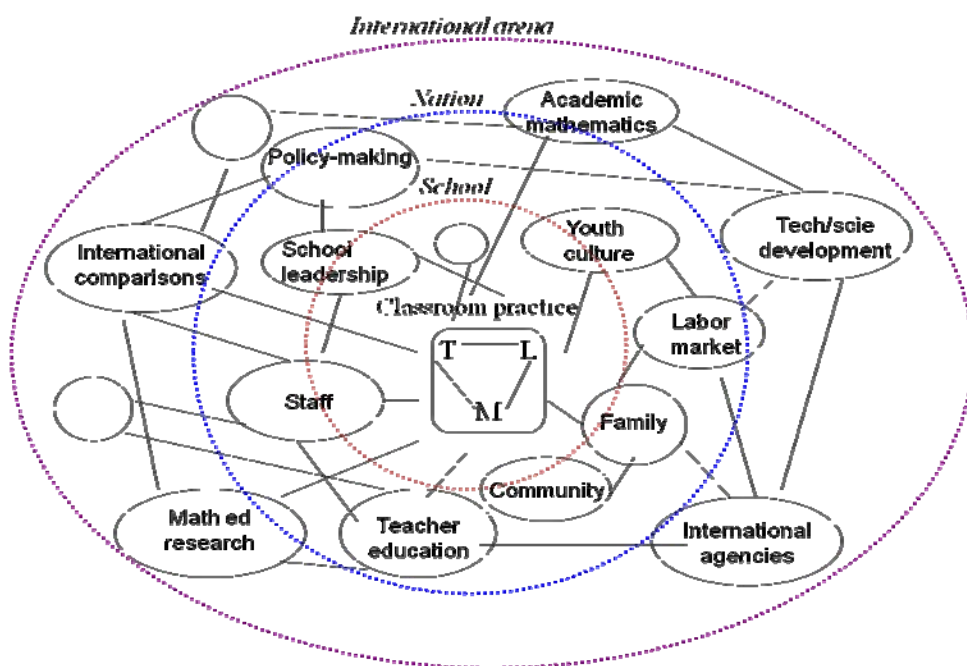 International arena
Nation
Academic
mathematics
Policy-making
School
Youth
culture
Tech/scie
development
International
comparisons
School
leadership
Classroom practice
Labor
market
T
L
M
Staff
Family
Community
Math ed
research
Teacher
education
International
agencies